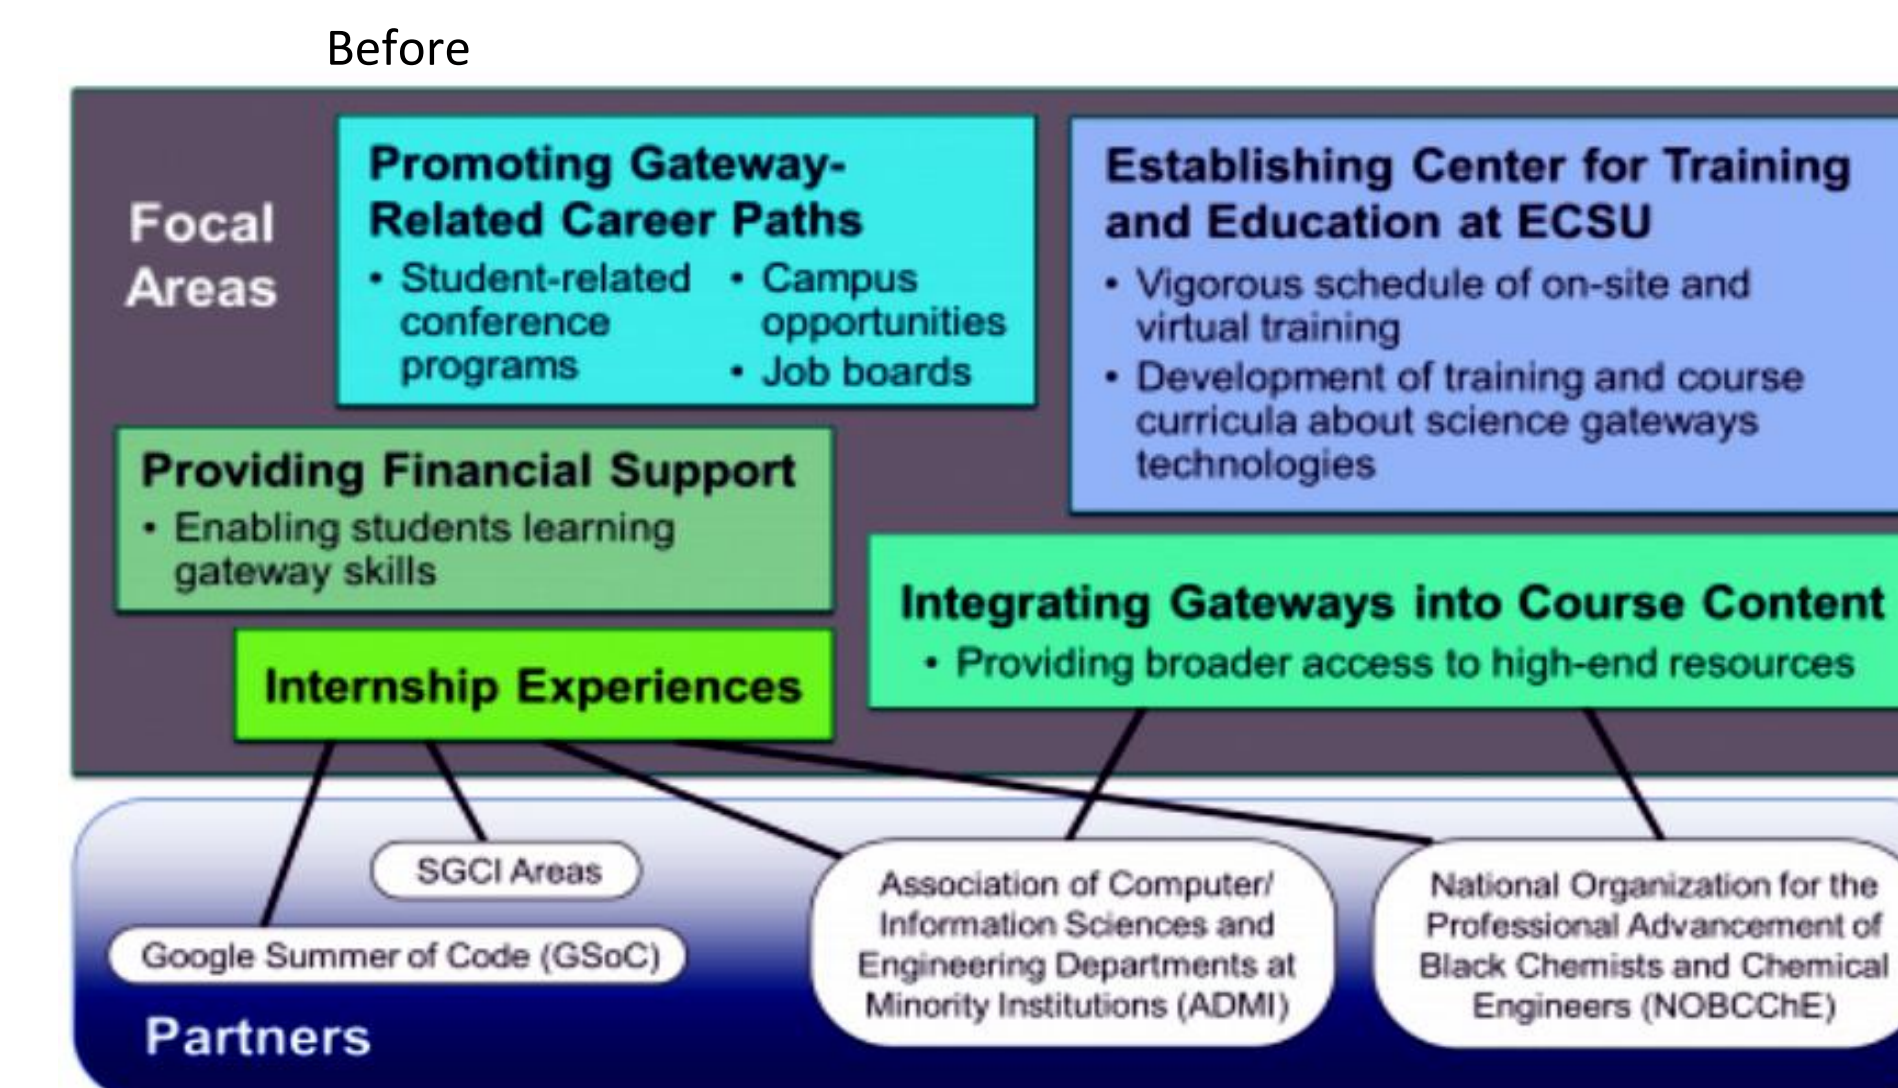 Before
Focal
Areas
Promoting Gateway-
Related Career Paths
• Student-related
conference
programs
• Campus
opportunities
• Job boards
Establishing Center for Training
and Education at ECSU
• Vigorous schedule of on-site and
virtual training
• Development of training and course
curricula about science gateways
technologies
Providing Financial Support
• Enabling students learning
gateway skills
Integrating Gateways into Course Content
• Providing broader access to high-end resources
Internship Experiences
SGCI Areas
Google Summer of Code (GSoC)
Association of Computer/
Information Sciences and
Engineering Departments at
Minority Institutions (ADMI)
National Organization for the
Professional Advancement of
Black Chemists and Chemical
Engineers (NOBCChE)
Partners